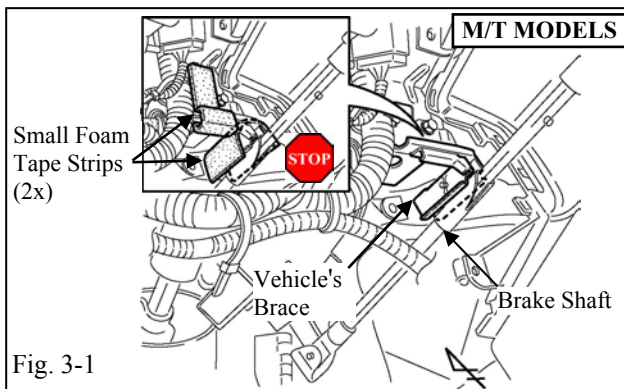 M/T MODELS
Small Foam
Tape Strips
(2x)
STOP
Vehicle's
Brace
Brake Shaft
Fig. 3-1